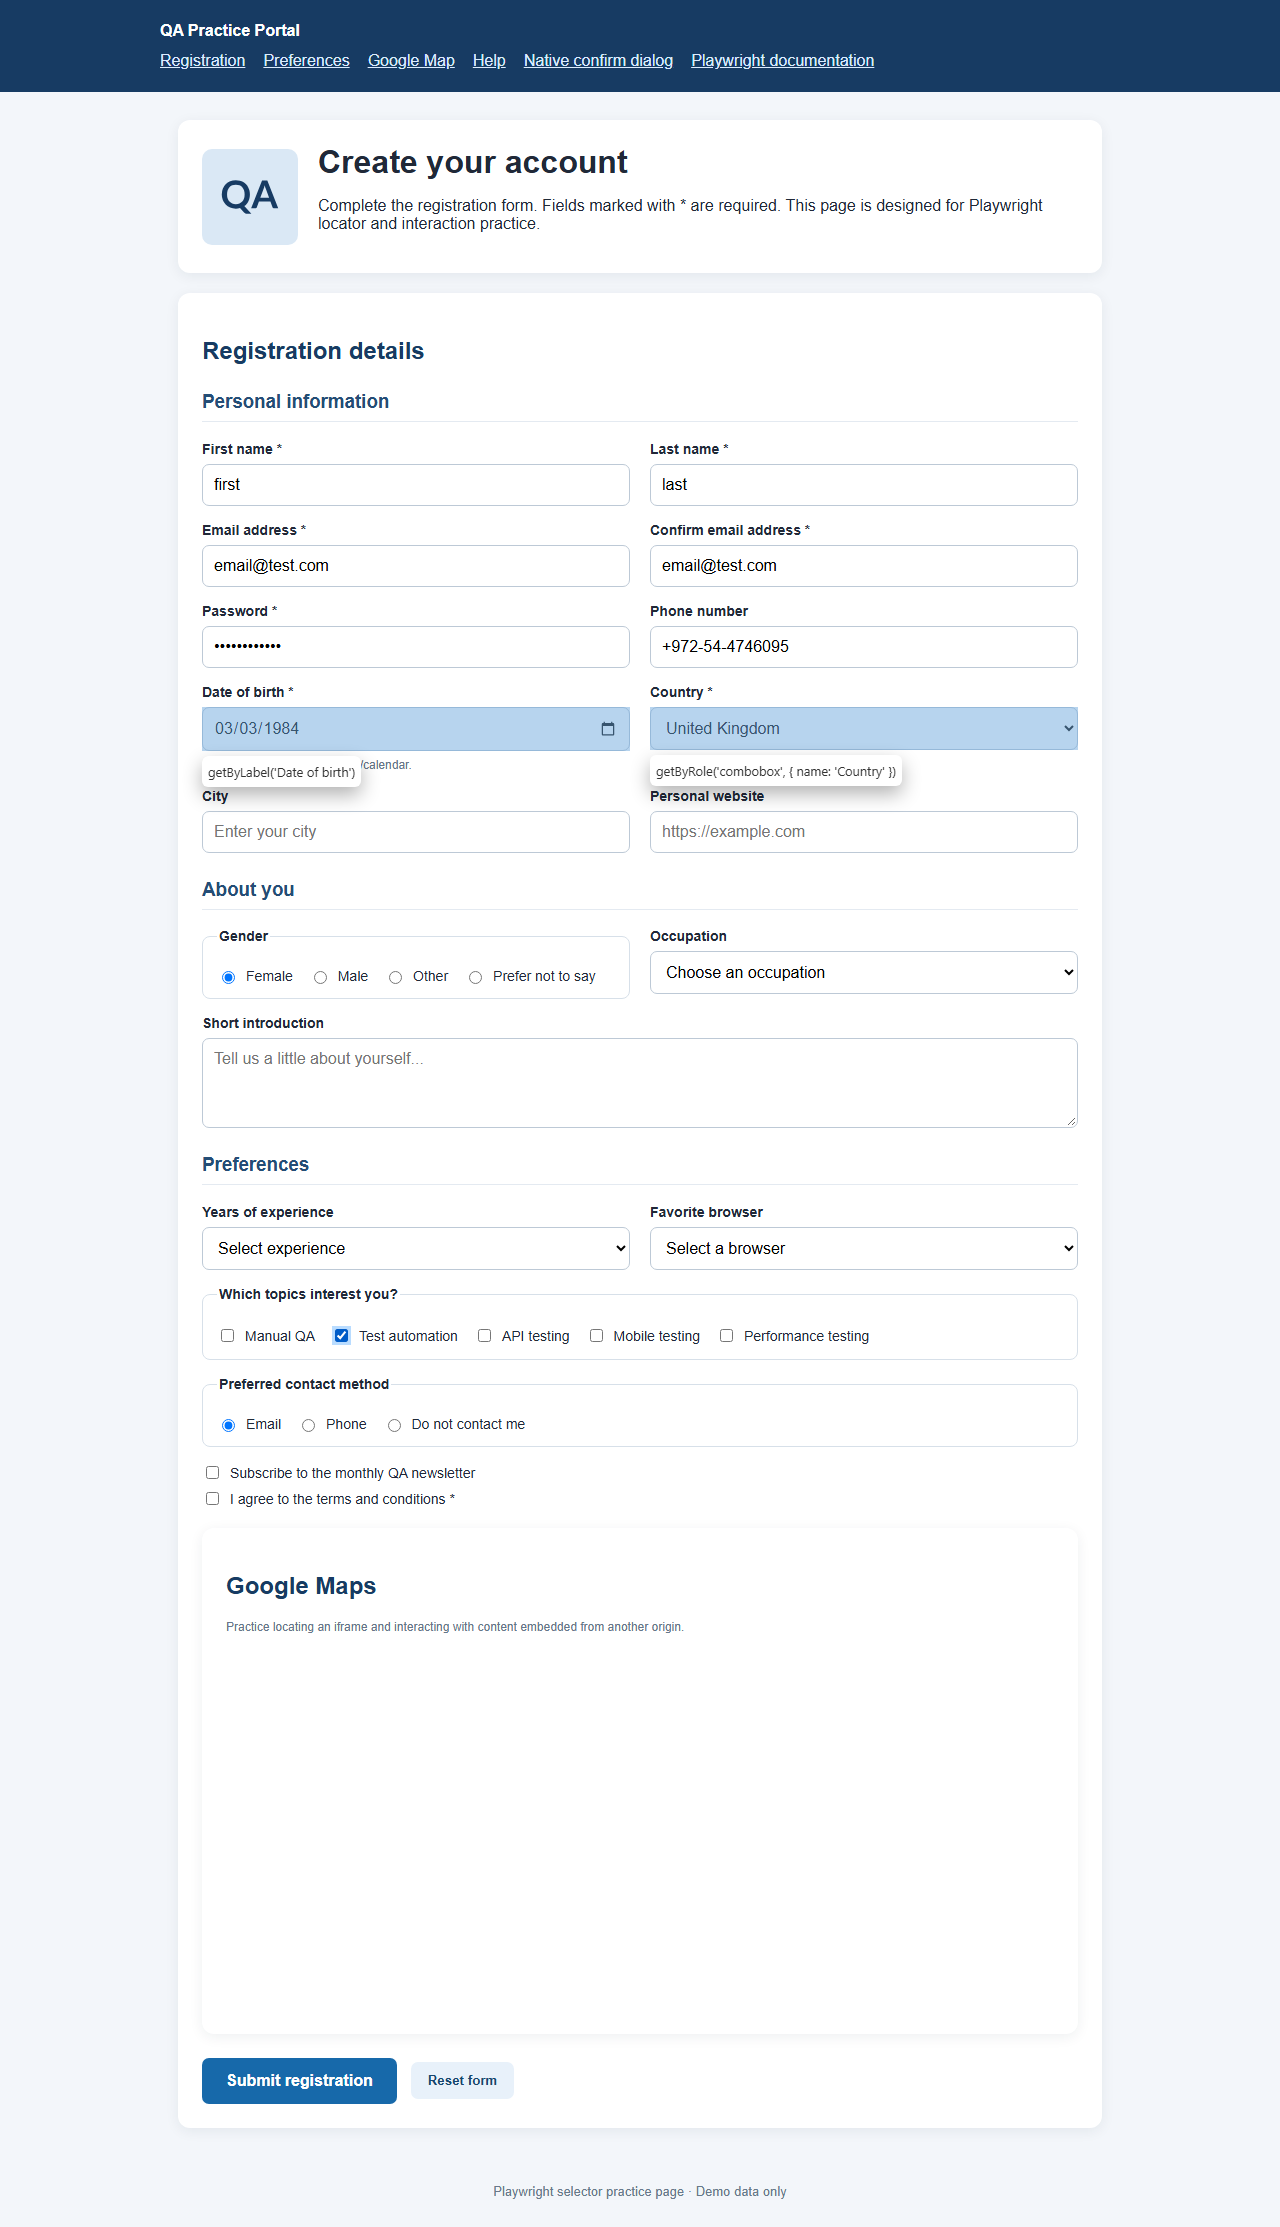 QA Practice Portal
Registration Preferences Google Map Help Native confirm dialog Playwright documentation
QA
Create your account
Complete the registration form. Fields marked with * are required. This page is designed for Playwright
locator and interaction practice.
Registration details
Personal information
First name * Last name *
first last
Email address * Confirm email address *
email@test.com email@test.com
Password * Phone number
•••••••••••• +972-54-4746095
Date of birth * Country *
03/03/1984 United Kingdom
/calendar.
getByLabel('Date of birth') getByRole('combobox', { name: 'Country' })
City Personal website
Enter your city https://example.com
About you
Gender Occupation
Female Male Other Prefer not to say Choose an occupation
Short introduction
Tell us a little about yourself...
Preferences
Years of experience Favorite browser
Select experience Select a browser
Which topics interest you?
Manual QA Test automation API testing Mobile testing Performance testing
Preferred contact method
Email Phone Do not contact me
Subscribe to the monthly QA newsletter
I agree to the terms and conditions *
Google Maps
Practice locating an iframe and interacting with content embedded from another origin.
Submit registration Reset form
Playwright selector practice page · Demo data only